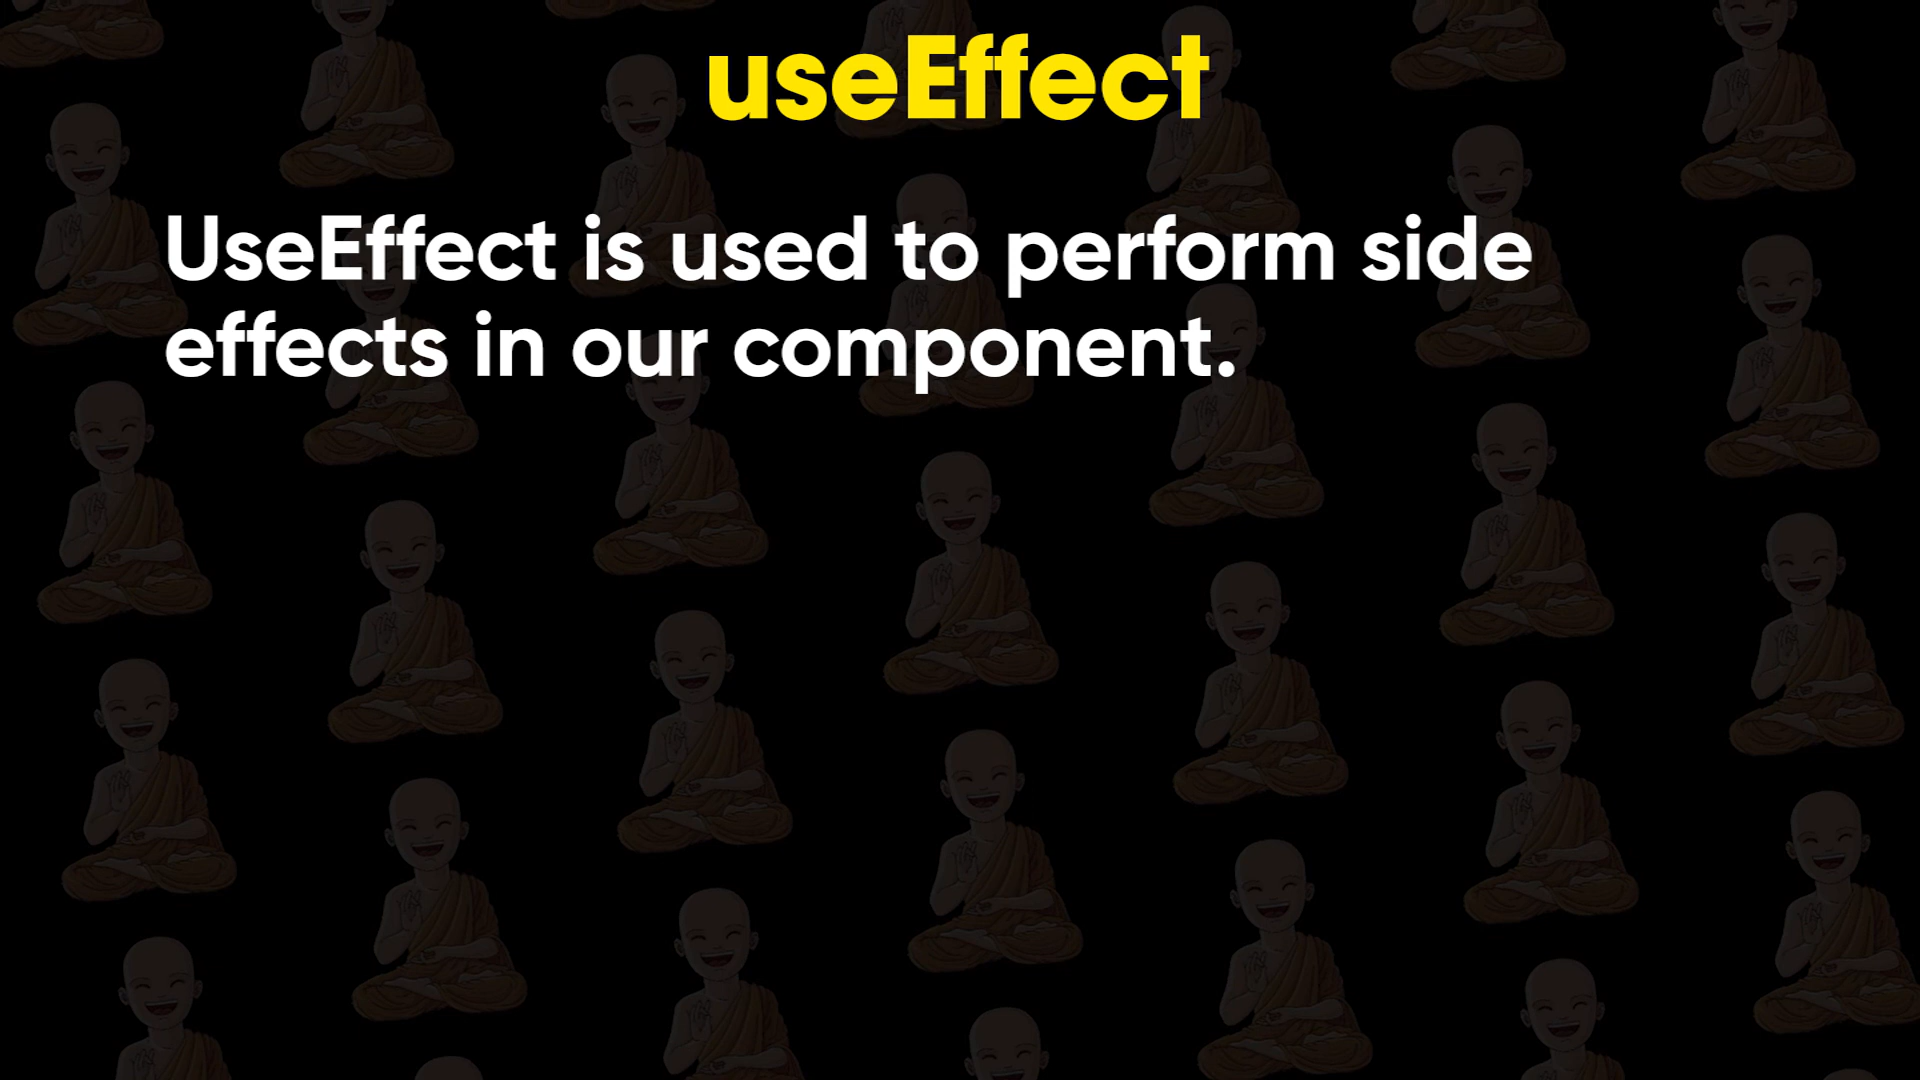 useEffect
UseEffect is used to perform side
effects in our component.